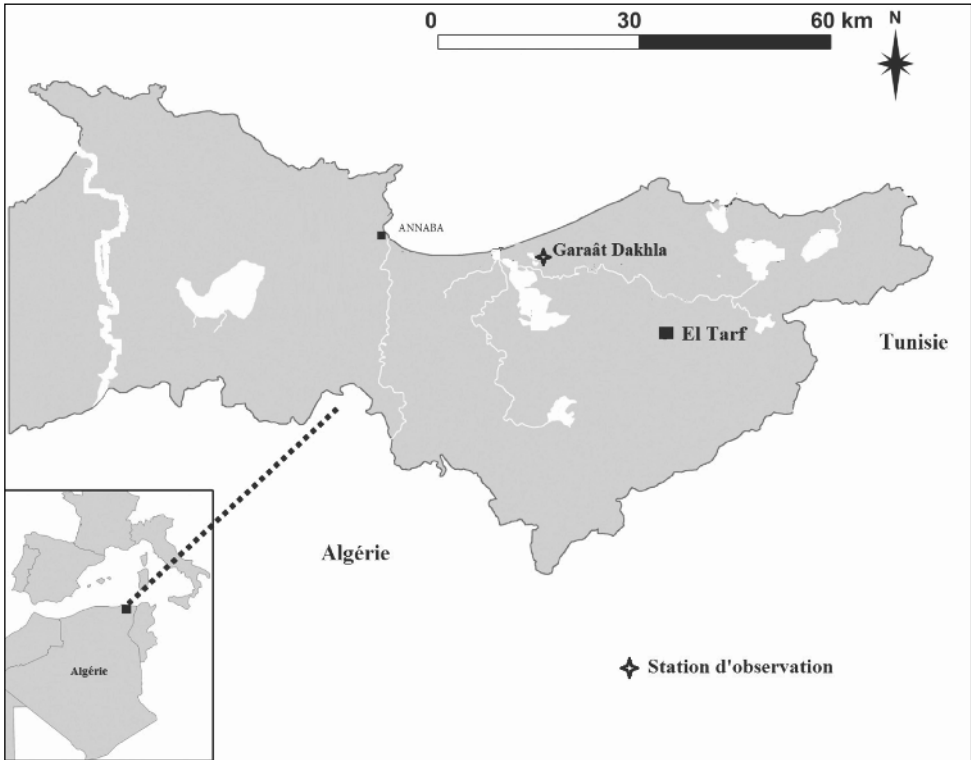 0 30 60 km
N
ANNABA
Garaât Dakhla
El Tarf
Tunisie
Algérie
Algérie
Station d'observation